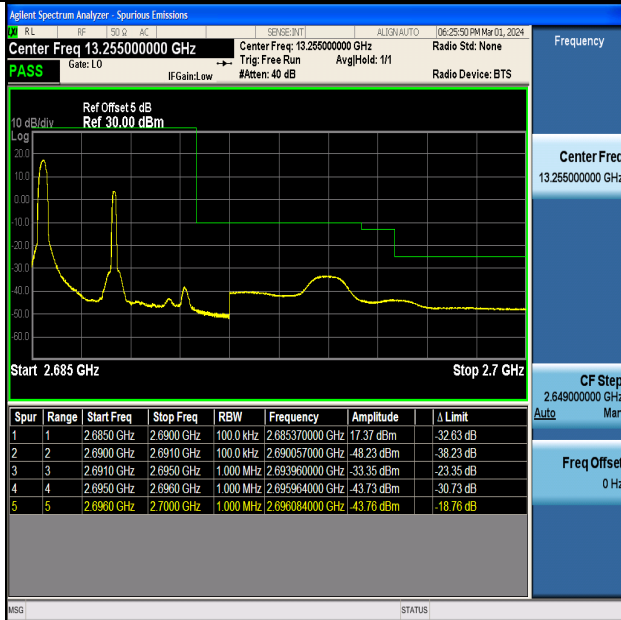 Agilent Spectrum Analyzer - Spurious Emissions
RL RF 50 Ω AC SENSE:INT ALIGN AUTO 06:25:50 PM Mar 01, 2024
Center Freq 13.255000000 GHz
Center Freq: 13.255000000 GHz
Radio Std: None
PASS
Gate: LO
Trig: Free Run Avg|Hold: 1/1
IFGain:Low
#Atten: 40 dB
Radio Device: BTS
Frequency
Ref Offset 5 dB
10 dB/div Ref 30.00 dBm
Log
20.0
10.0
0.00
-10.0
-20.0
-30.0
-40.0
-50.0
-60.0
Start 2.685 GHz Stop 2.7 GHz
Center Freq
13.255000000 GHz
CF Step
2.649000000 GHz
Auto Man
Freq Offset
0 Hz
Spur Range Start Freq Stop Freq RBW Frequency Amplitude Δ Limit
1 1 2.6850 GHz 2.6900 GHz 100.0 kHz 2.685370000 GHz 17.37 dBm -32.63 dB
2 2 2.6900 GHz 2.6910 GHz 100.0 kHz 2.690057000 GHz -48.23 dBm -38.23 dB
3 3 2.6910 GHz 2.6950 GHz 1.000 MHz 2.693960000 GHz -33.35 dBm -23.35 dB
4 4 2.6950 GHz 2.6960 GHz 1.000 MHz 2.695964000 GHz -43.73 dBm -30.73 dB
5 5 2.6960 GHz 2.7000 GHz 1.000 MHz 2.696084000 GHz -43.76 dBm -18.76 dB
MSG STATUS